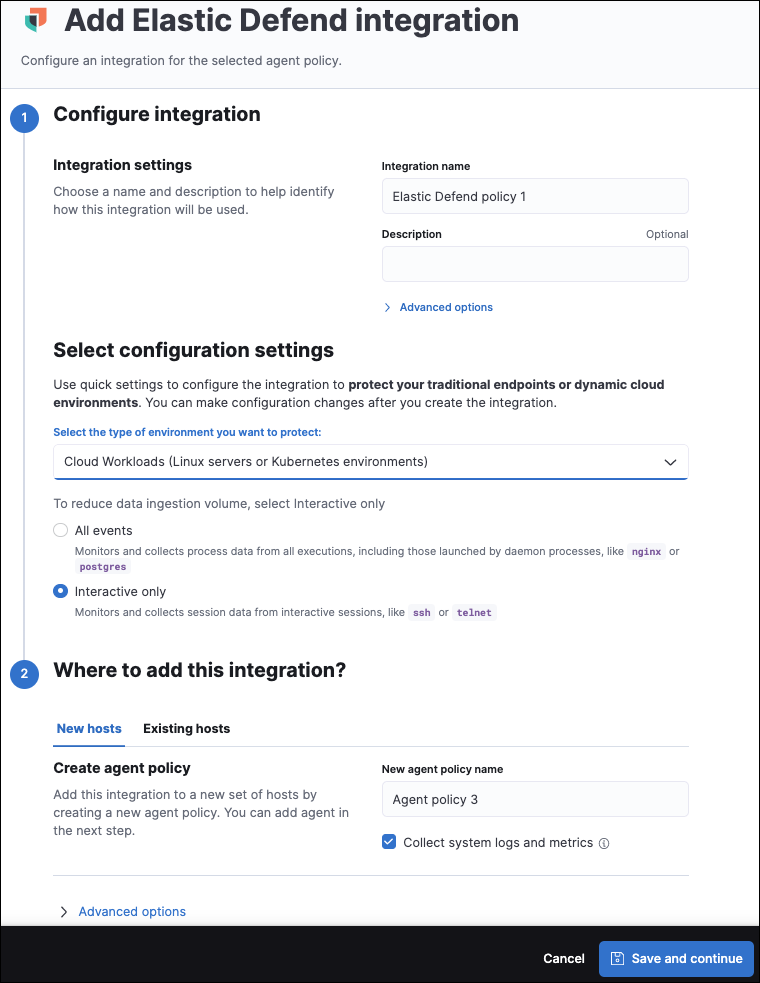 Add Elastic Defend integration
Configure an integration for the selected agent policy.
1
Configure integration
Integration settings
Choose a name and description to help identify
how this integration will be used.
Integration name
Elastic Defend policy 1
Description
Optional
Advanced options
Select configuration settings
Use quick settings to configure the integration to protect your traditional endpoints or dynamic cloud
environments. You can make configuration changes after you create the integration.
Select the type of environment you want to protect:
Cloud Workloads (Linux servers or Kubernetes environments)
To reduce data ingestion volume, select Interactive only
All events
Monitors and collects process data from all executions, including those launched by daemon processes, like nginx or
postgres
Interactive only
Monitors and collects session data from interactive sessions, like ssh or telnet
2
Where to add this integration?
New hosts
Existing hosts
Create agent policy
Add this integration to a new set of hosts by
creating a new agent policy. You can add agent in
the next step.
New agent policy name
Agent policy 3
Collect system logs and metrics
Advanced options
Cancel
Save and continue